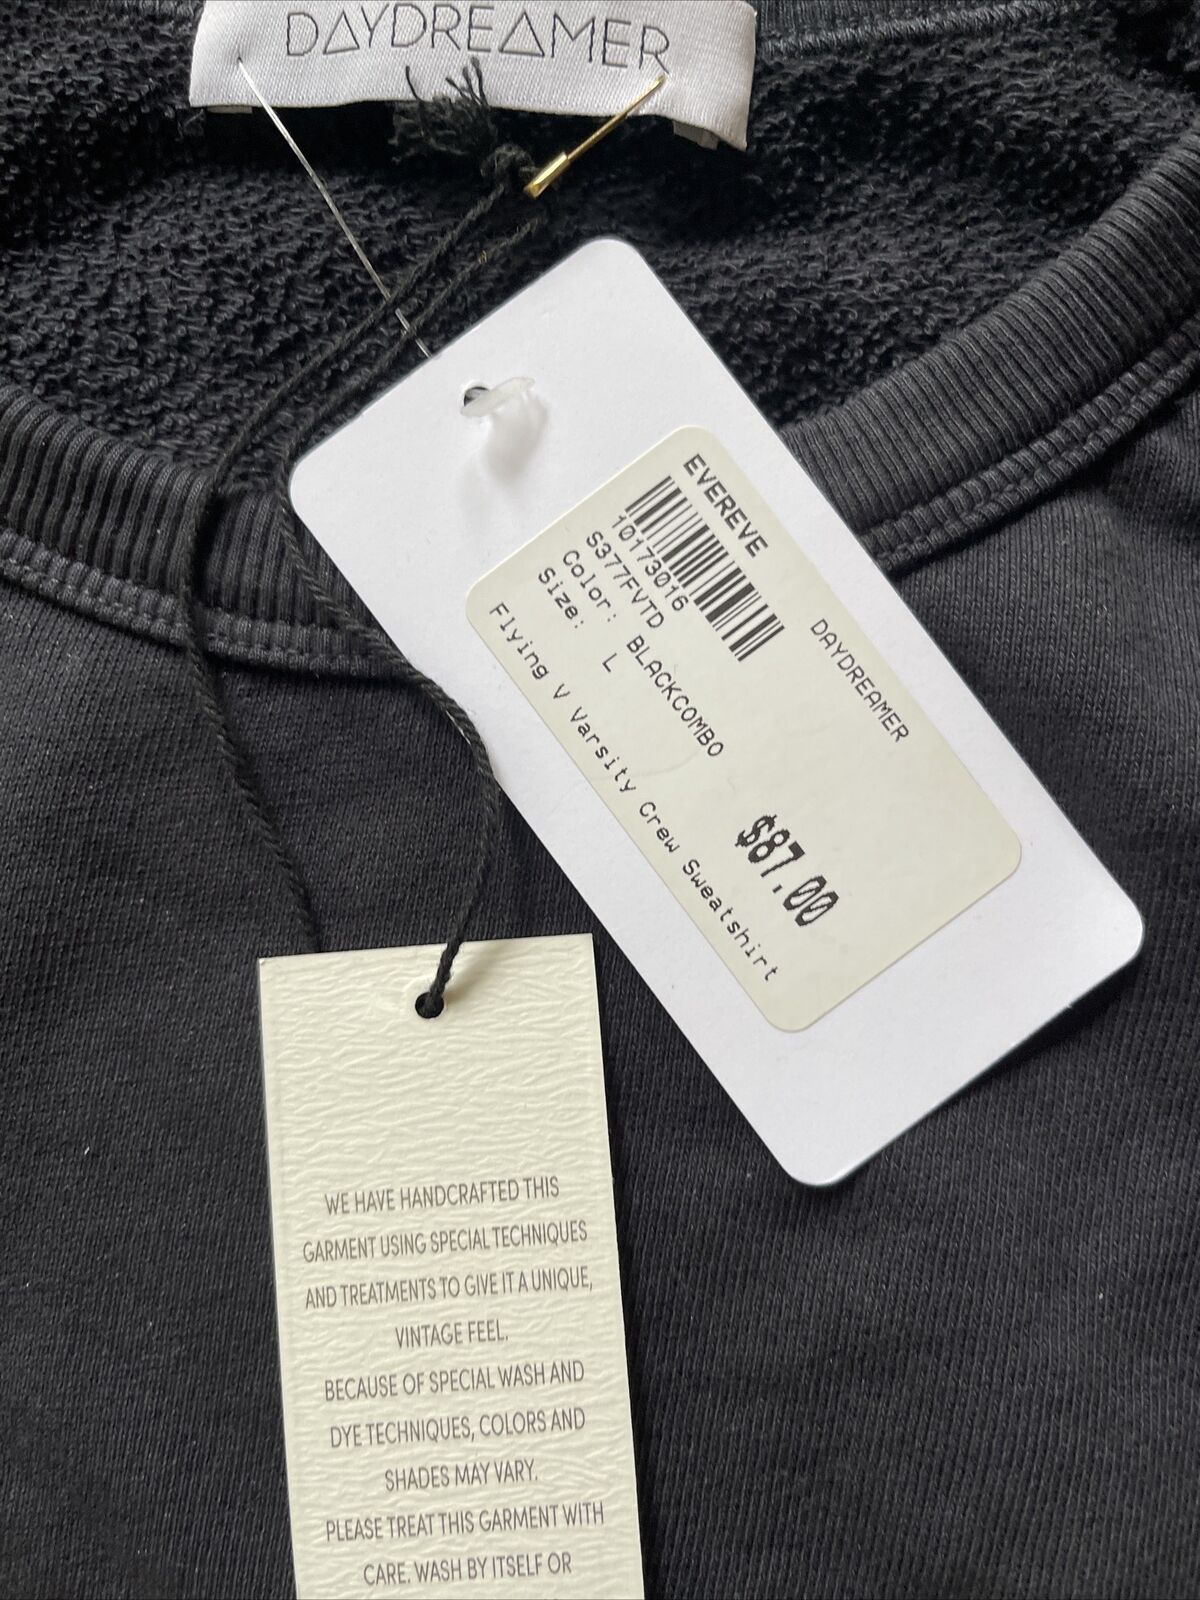 DAYDREAMER
EVEREVE
10173016
S377FVTD
DAYDREAMER
Color: BLACKCOMBO
Size: L
Flying V Varsity Crew Sweatshirt
$87.00
WE HAVE HANDCRAFTED THIS
GARMENT USING SPECIAL TECHNIQUES
AND TREATMENTS TO GIVE IT A UNIQUE,
VINTAGE FEEL.
BECAUSE OF SPECIAL WASH AND
DYE TECHNIQUES, COLORS AND
SHADES MAY VARY.
PLEASE TREAT THIS GARMENT WITH
CARE. WASH BY ITSELF OR